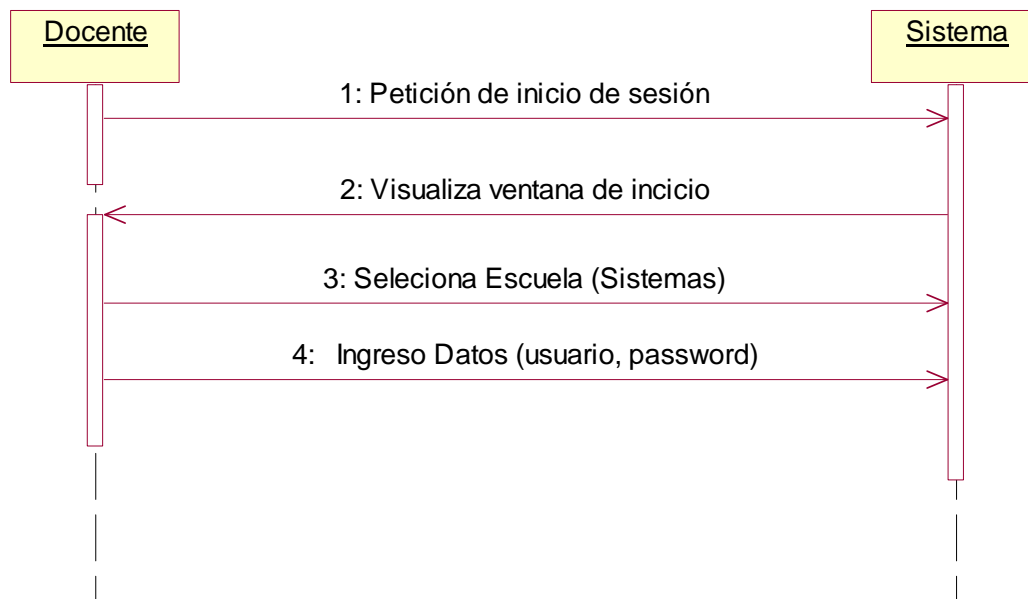 Docente
Sistema
1: Petición de inicio de sesión
2: Visualiza ventana de incicio
3: Seleciona Escuela (Sistemas)
4: Ingreso Datos (usuario, password)